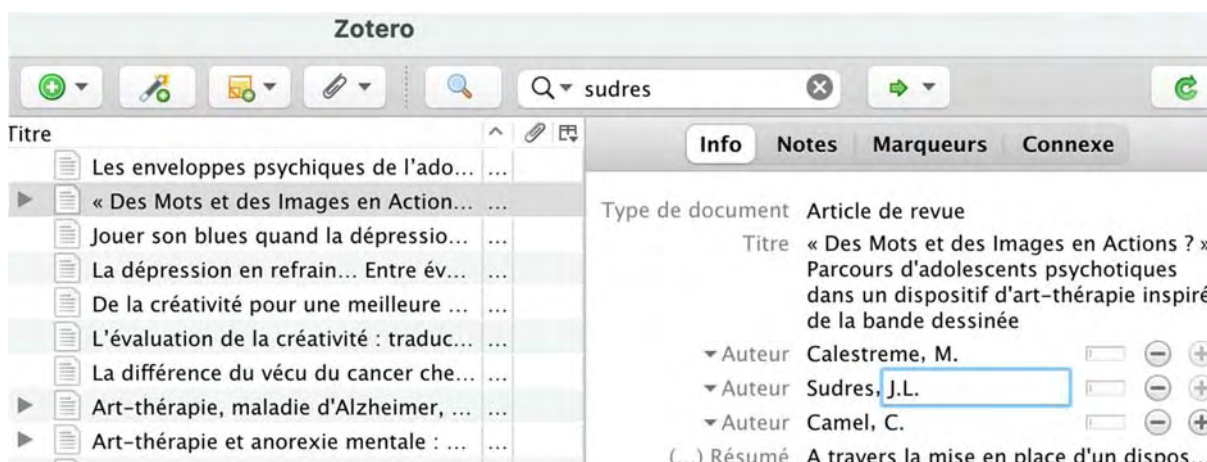 Zotero
sudres
Titre
Info Notes Marqueurs Connexe
Les enveloppes psychiques de l'ado... ...
« Des Mots et des Images en Action... ...
Jouer son blues quand la dépressio... ...
La dépression en refrain... Entre év... ...
De la créativité pour une meilleure ... ...
L'évaluation de la créativité : traduc... ...
La différence du vécu du cancer che... ...
Art-thérapie, maladie d'Alzheimer, ... ...
Art-thérapie et anorexie mentale : ... ...
Type de document Article de revue
Titre « Des Mots et des Images en Actions ? »
Parcours d'adolescents psychotiques
dans un dispositif d'art-thérapie inspiré
de la bande dessinée
Auteur Calestreme, M.
Auteur Sudres, J.L.
Auteur Camel, C.
(...) Résumé A travers la mise en place d'un dispos...